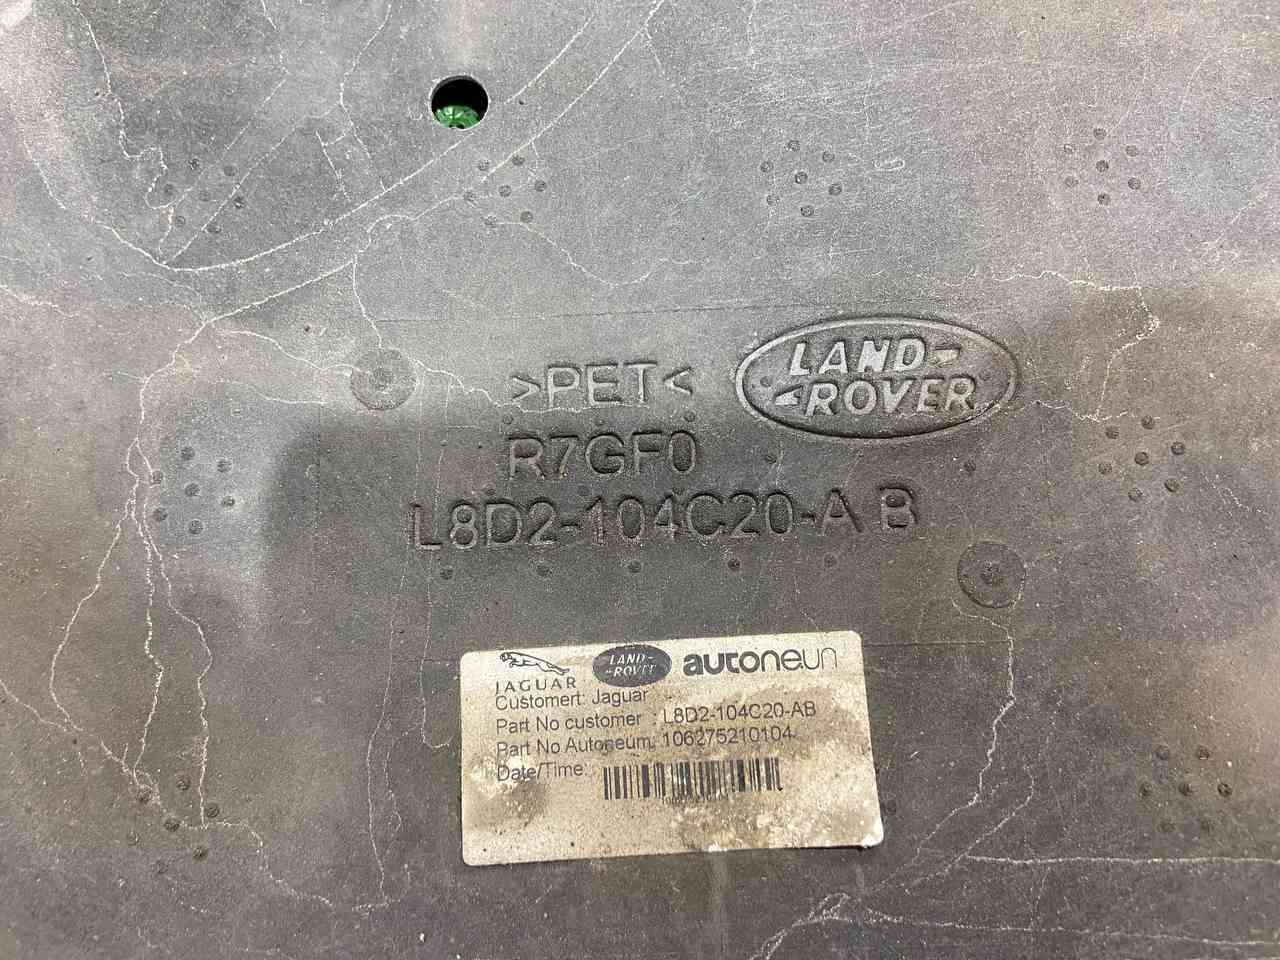 >PET<
LAND-
-ROVER
R7GF0
L8D2-104C20-A B
JAGUAR
LAND-
-ROVER
autoneum
Customert: Jaguar
Part No customer : L8D2-104C20-AB
Part No Autoneum: 106275210104
Date/Time: